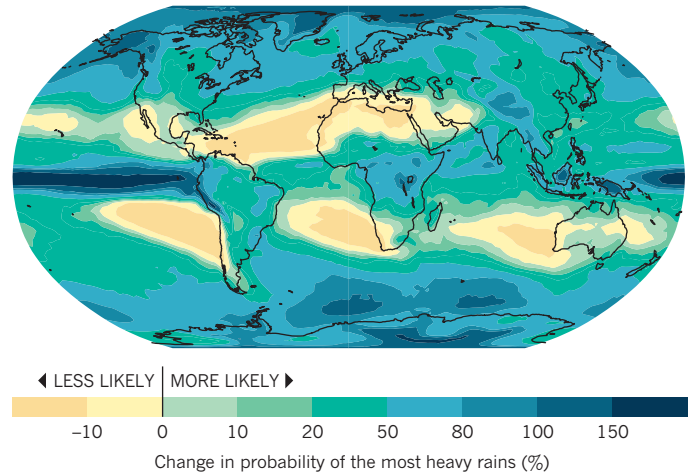 ◀ LESS LIKELY | MORE LIKELY ▶
–10 0 10 20 50 80 100 150
Change in probability of the most heavy rains (%)